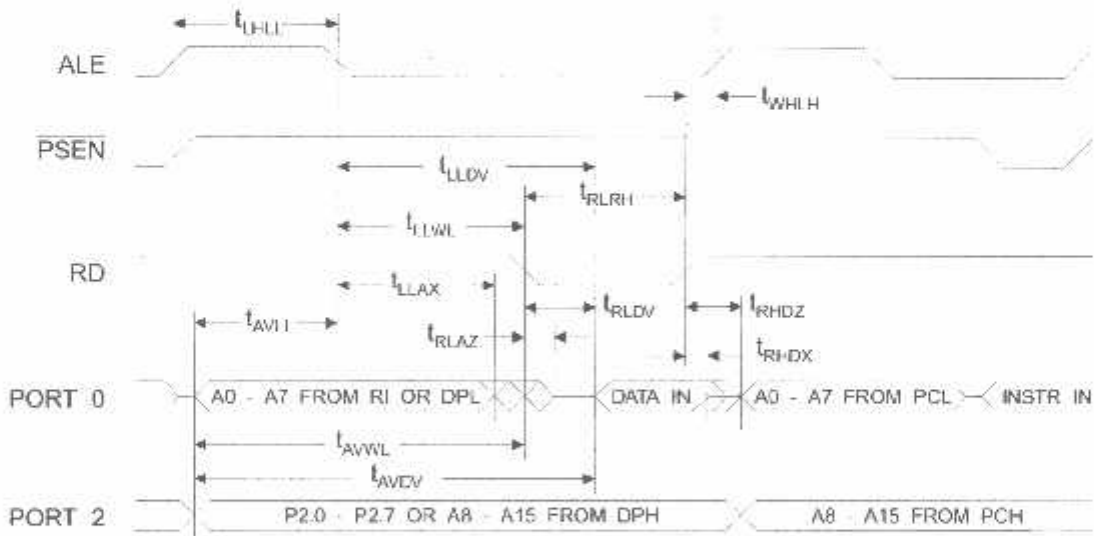 tLHLL
ALE
tWHLH
PSEN
tLLDV
tRLRH
tLLWL
RD
tLLAX
tRLDV
tRHDZ
tAVLL
tRLAZ
tRHDX
PORT 0
A0 - A7 FROM RI OR DPL
DATA IN
A0 - A7 FROM PCL
INSTR IN
tAVWL
tAVDV
PORT 2
P2.0 - P2.7 OR A8 - A15 FROM DPH
A8 - A15 FROM PCH